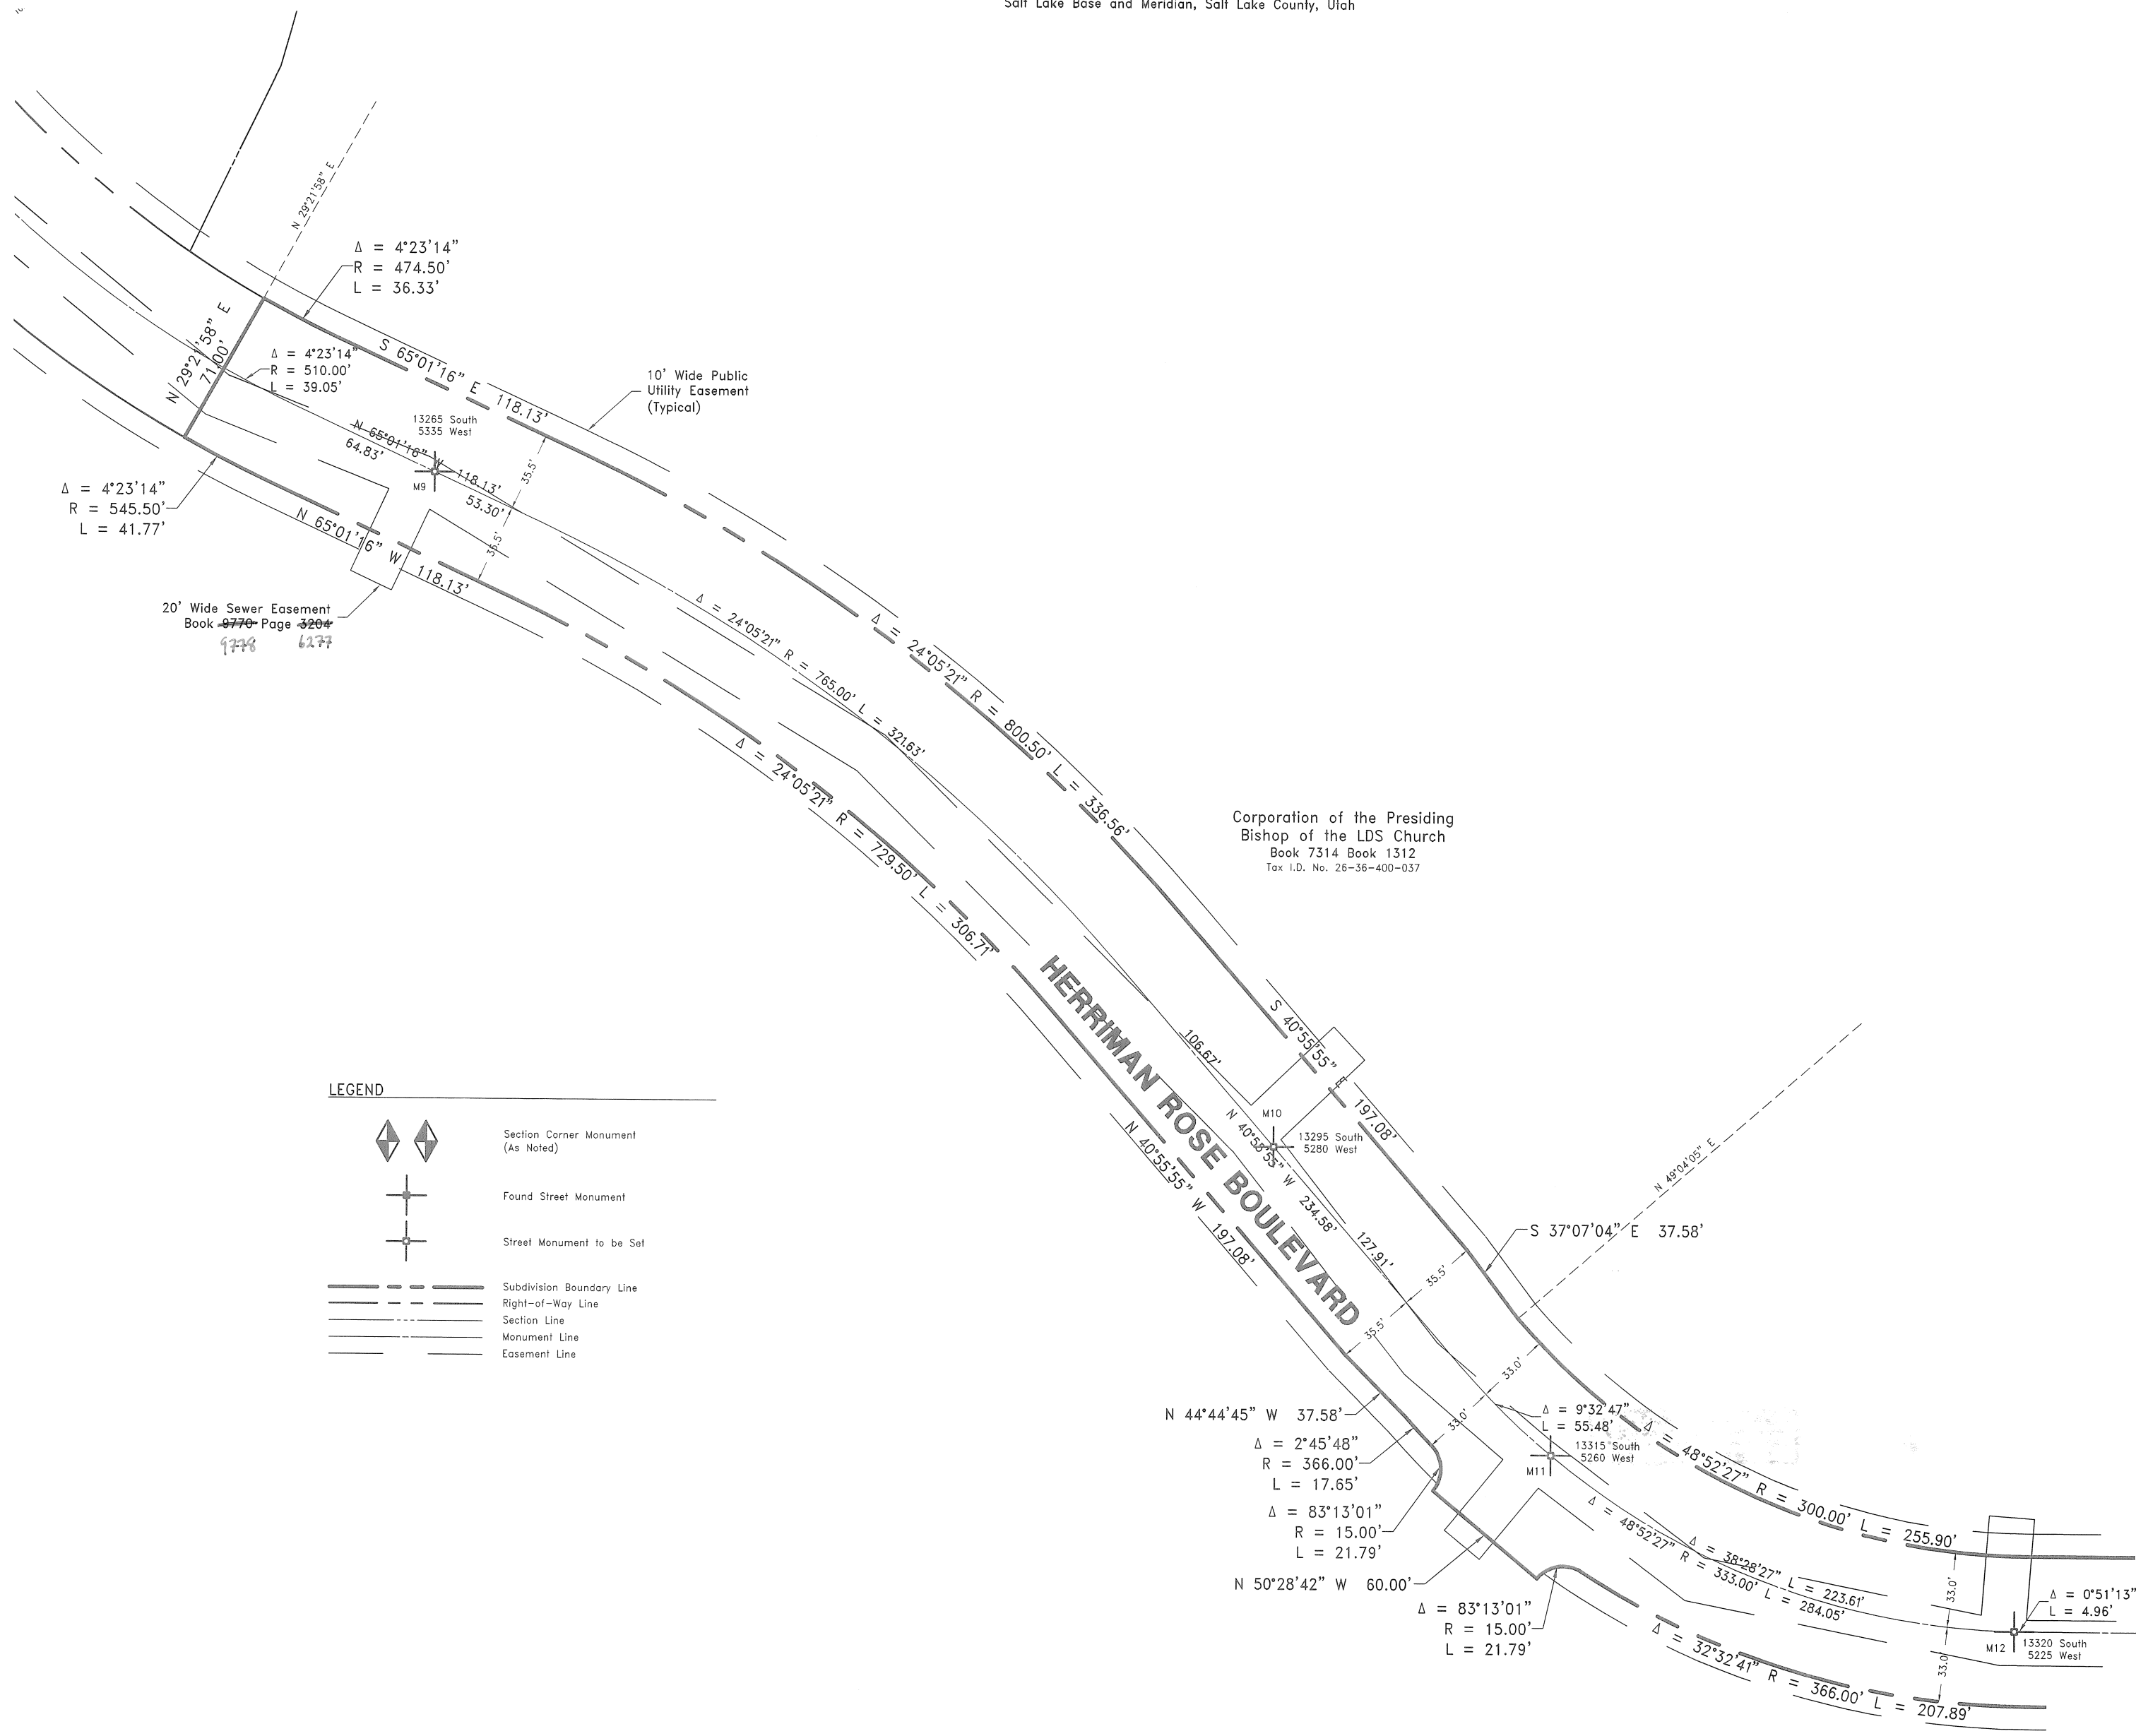 Salt Lake Base and Meridian, Salt Lake County, Utah
N 29°21'58" E
Δ = 4°23'14"
R = 474.50'
L = 36.33'
N 29°21'58" E
71.00'
Δ = 4°23'14"
R = 510.00'
L = 39.05'
S 65°01'16" E 118.13'
10' Wide Public
Utility Easement
(Typical)
13265 South
5335 West
N 65°01'16" W 118.13'
64.83'
M9
53.30'
35.5'
35.5'
Δ = 4°23'14"
R = 545.50'
L = 41.77'
N 65°01'16" W 118.13'
20' Wide Sewer Easement
Book 9770 Page 3204
9778 6277
Δ = 24°05'21" R = 765.00' L = 321.63'
Δ = 24°05'21" R = 800.50' L = 336.56'
Δ = 24°05'21" R = 729.50' L = 306.71'
Corporation of the Presiding
Bishop of the LDS Church
Book 7314 Book 1312
Tax I.D. No. 26-36-400-037
HERRIMAN ROSE BOULEVARD
S 40°55'55" E 197.08'
106.67'
M10
13295 South
5280 West
N 40°55'55" W 234.58'
N 40°55'55" W 197.08'
127.91'
N 49°04'05" E
S 37°07'04" E 37.58'
35.5'
35.5'
33.0'
33.0'
LEGEND
Section Corner Monument
(As Noted)
Found Street Monument
Street Monument to be Set
Subdivision Boundary Line
Right-of-Way Line
Section Line
Monument Line
Easement Line
N 44°44'45" W 37.58'
Δ = 2°45'48"
R = 366.00'
L = 17.65'
Δ = 83°13'01"
R = 15.00'
L = 21.79'
N 50°28'42" W 60.00'
Δ = 83°13'01"
R = 15.00'
L = 21.79'
Δ = 9°32'47"
L = 55.48'
13315 South
5260 West
M11
Δ = 48°52'27" R = 300.00' L = 255.90'
Δ = 38°28'27" L = 223.61'
Δ = 48°52'27" R = 333.00' L = 284.05'
Δ = 32°32'41" R = 366.00' L = 207.89'
33.0'
33.0
Δ = 0°51'13"
L = 4.96'
M12
13320 South
5225 West